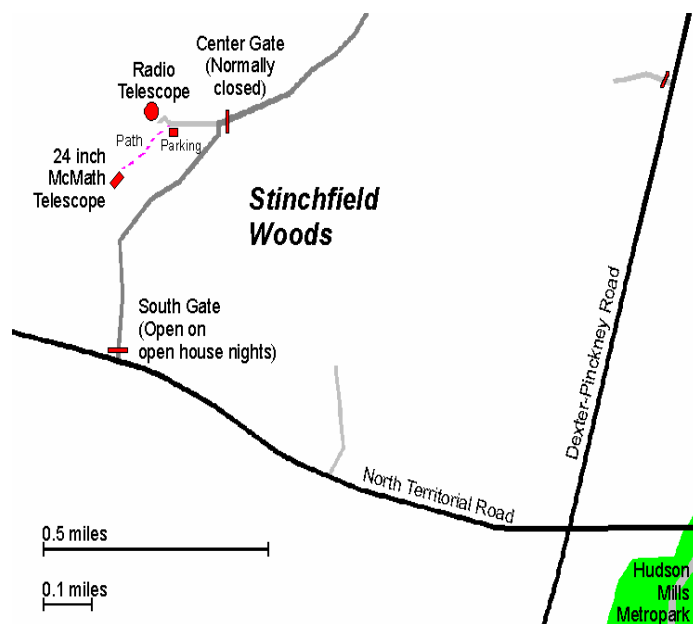 Center Gate
(Normally
closed)
Radio
Telescope
Path
Parking
24 inch
McMath
Telescope
Stinchfield
Woods
South Gate
(Open on
open house nights)
Dexter-Pinckney Road
North Territorial Road
0.5 miles
0.1 miles
Hudson
Mills
Metropark